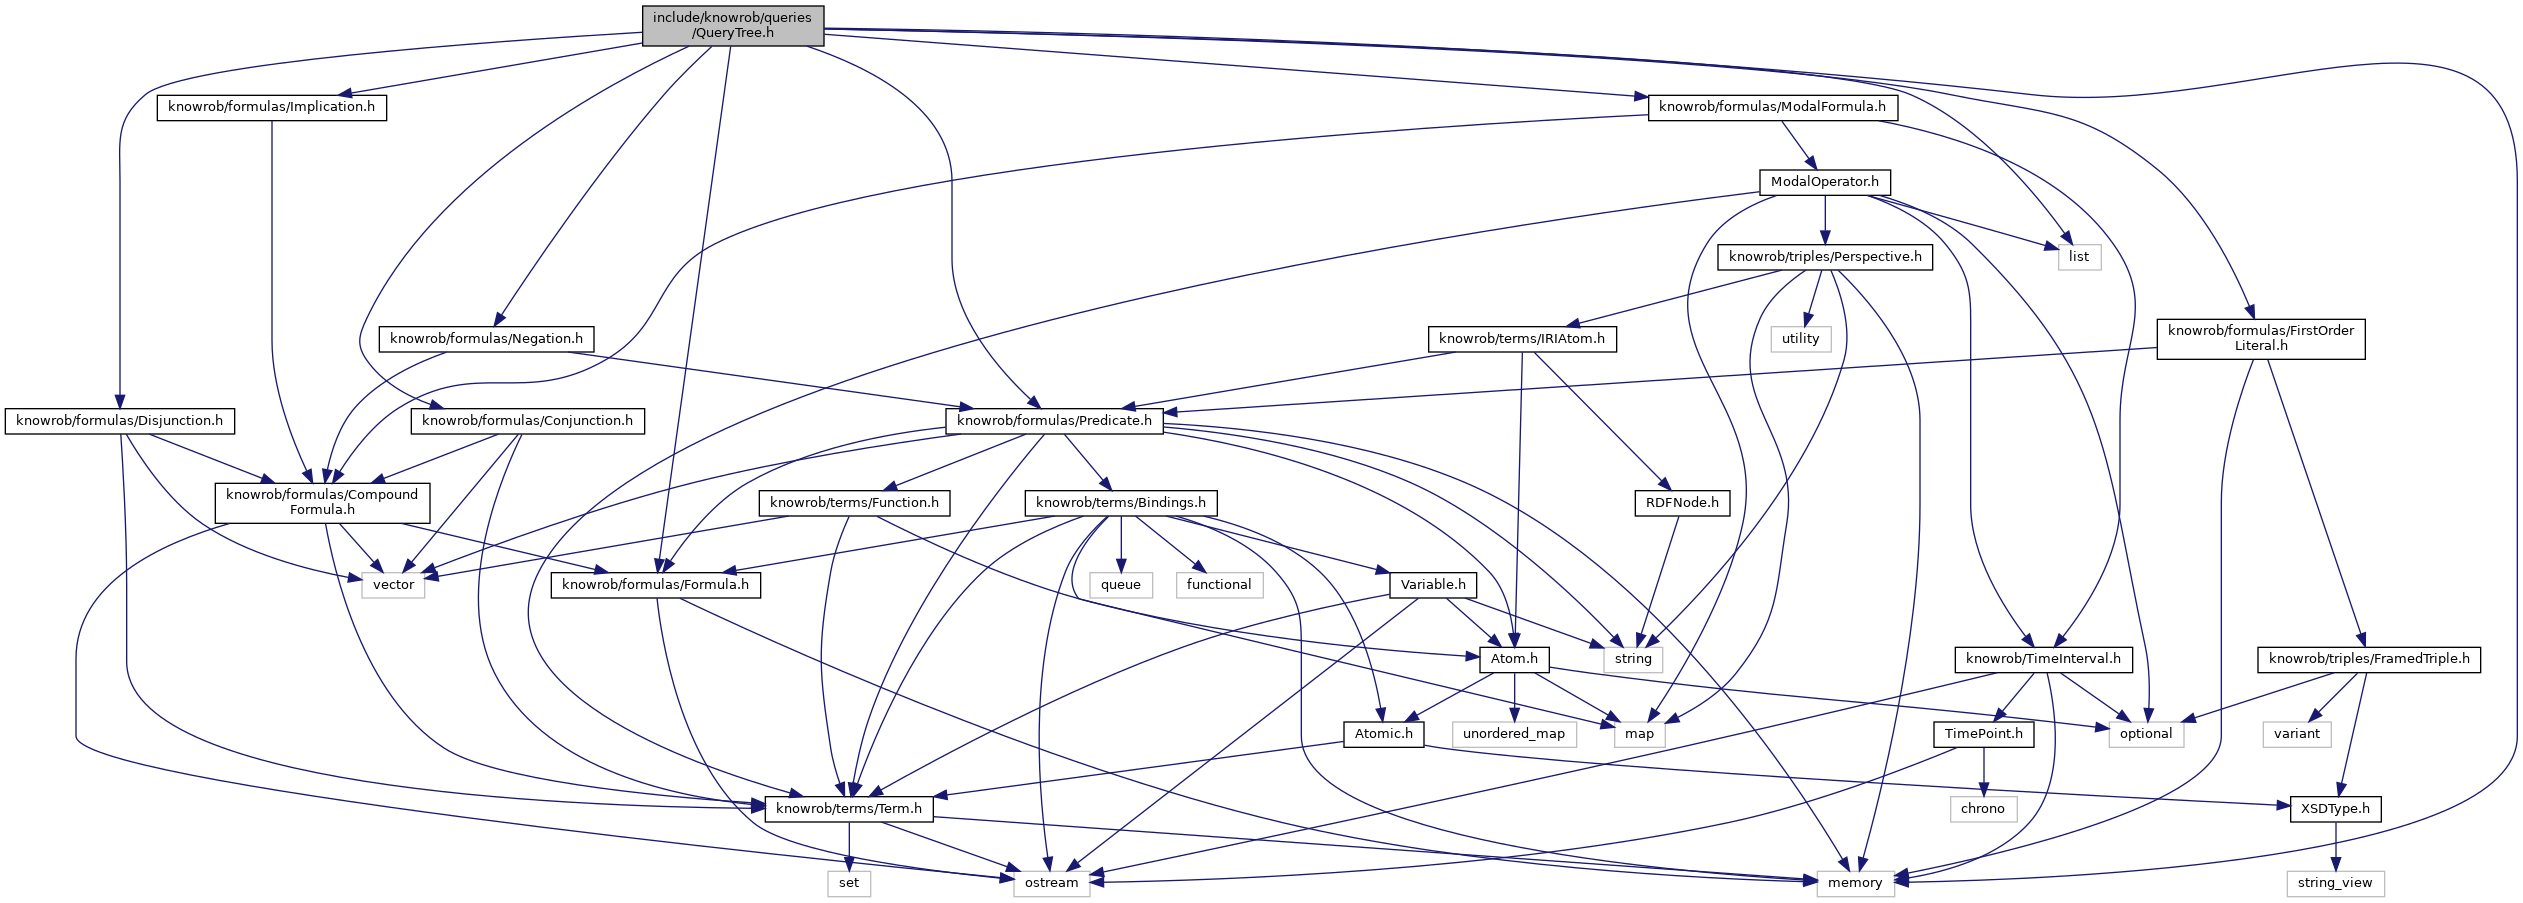 include/knowrob/queries
/QueryTree.h
knowrob/formulas/Implication.h
knowrob/formulas/ModalFormula.h
ModalOperator.h
knowrob/triples/Perspective.h
list
knowrob/formulas/Negation.h
knowrob/terms/IRIAtom.h
utility
knowrob/formulas/FirstOrder
Literal.h
knowrob/formulas/Disjunction.h
knowrob/formulas/Conjunction.h
knowrob/formulas/Predicate.h
knowrob/formulas/Compound
Formula.h
knowrob/terms/Function.h
knowrob/terms/Bindings.h
RDFNode.h
vector
knowrob/formulas/Formula.h
queue
functional
Variable.h
Atom.h
string
knowrob/TimeInterval.h
knowrob/triples/FramedTriple.h
Atomic.h
unordered_map
map
TimePoint.h
optional
variant
knowrob/terms/Term.h
chrono
XSDType.h
set
ostream
memory
string_view